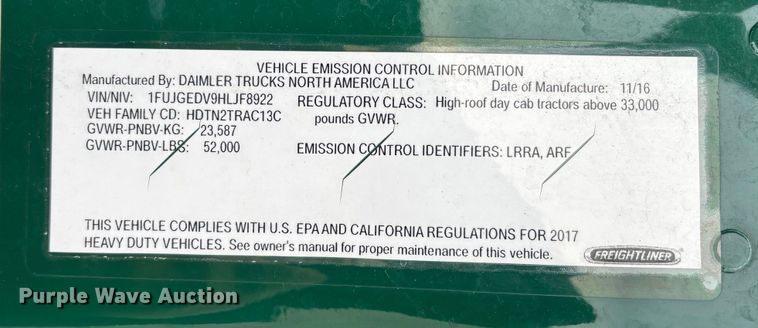 VEHICLE EMISSION CONTROL INFORMATION
Manufactured By: DAIMLER TRUCKS NORTH AMERICA LLC Date of Manufacture: 11/16
VIN/NIV: 1FUJGEDV9HLJF8922 REGULATORY CLASS: High-roof day cab tractors above 33,000
VEH FAMILY CD: HDTN2TRAC13C pounds GVWR.
GVWR-PNBV-KG: 23,587
GVWR-PNBV-LBS: 52,000 EMISSION CONTROL IDENTIFIERS: LRRA, ARF
THIS VEHICLE COMPLIES WITH U.S. EPA AND CALIFORNIA REGULATIONS FOR 2017
HEAVY DUTY VEHICLES. See owner's manual for proper maintenance of this vehicle.
FREIGHTLINER
Purple Wave Auction